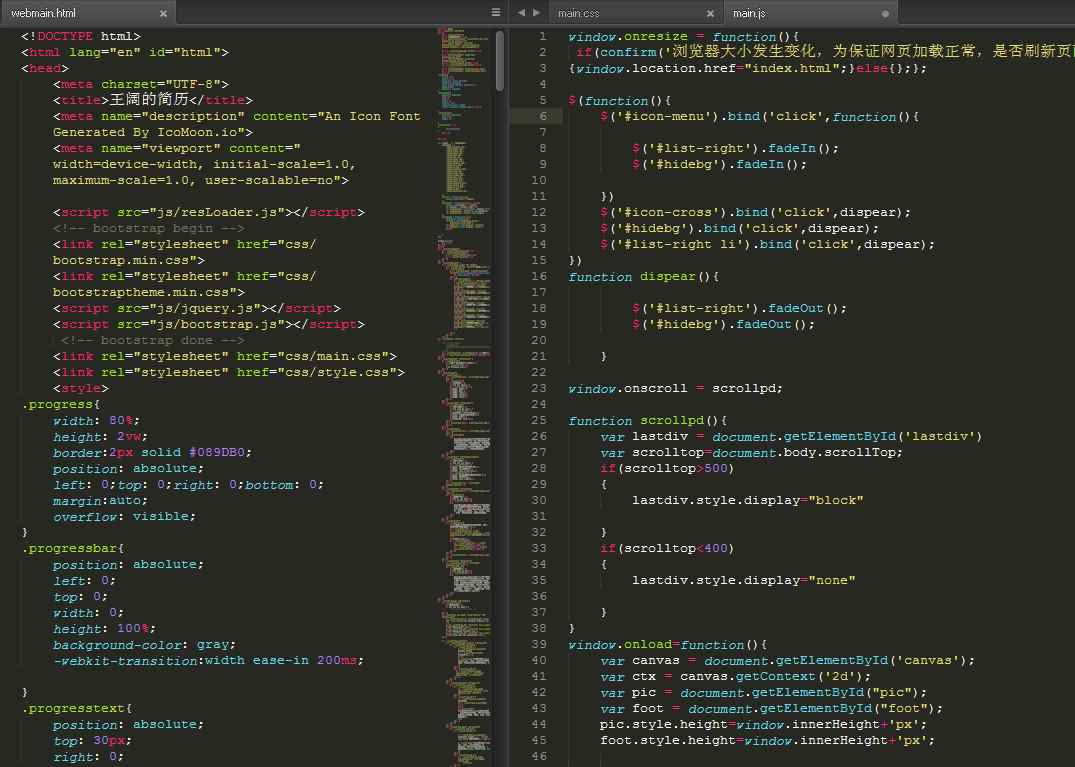 webmain.html
<!DOCTYPE html>
<html lang="en" id="html">
<head>
<meta charset="UTF-8">
<title>王阔的简历</title>
<meta name="description" content="An Icon Font
Generated By IcoMoon.io">
<meta name="viewport" content="
width=device-width, initial-scale=1.0,
maximum-scale=1.0, user-scalable=no">
<script src="js/resLoader.js"></script>
<!-- bootstrap begin -->
<link rel="stylesheet" href="css/
bootstrap.min.css">
<link rel="stylesheet" href="css/
bootstraptheme.min.css">
<script src="js/jquery.js"></script>
<script src="js/bootstrap.js"></script>
<!-- bootstrap done -->
<link rel="stylesheet" href="css/main.css">
<link rel="stylesheet" href="css/style.css">
<style>
.progress{
width: 80%;
height: 2vw;
border:2px solid #089DB0;
position: absolute;
left: 0;top: 0;right: 0;bottom: 0;
margin:auto;
overflow: visible;
}
.progressbar{
position: absolute;
left: 0;
top: 0;
width: 0;
height: 100%;
background-color: gray;
-webkit-transition:width ease-in 200ms;
}
.progresstext{
position: absolute;
top: 30px;
right: 0;
main.css
main.js
1 window.onresize = function(){
2 if(confirm('浏览器大小发生变化，为保证网页加载正常，是否刷新页
3 {window.location.href="index.html";}else{;};
4
5 $(function(){
6 $('#icon-menu').bind('click',function(){
7
8 $('#list-right').fadeIn();
9 $('#hidebg').fadeIn();
10
11 })
12 $('#icon-cross').bind('click',dispear);
13 $('#hidebg').bind('click',dispear);
14 $('#list-right li').bind('click',dispear);
15 })
16 function dispear(){
17
18 $('#list-right').fadeOut();
19 $('#hidebg').fadeOut();
20
21 }
22
23 window.onscroll = scrollpd;
24
25 function scrollpd(){
26 var lastdiv = document.getElementById('lastdiv')
27 var scrolltop=document.body.scrollTop;
28 if(scrolltop>500)
29 {
30 lastdiv.style.display="block"
31
32 }
33 if(scrolltop<400)
34 {
35 lastdiv.style.display="none"
36
37 }
38 }
39 window.onload=function(){
40 var canvas = document.getElementById('canvas');
41 var ctx = canvas.getContext('2d');
42 var pic = document.getElementById("pic");
43 var foot = document.getElementById("foot");
44 pic.style.height=window.innerHeight+'px';
45 foot.style.height=window.innerHeight+'px';
46